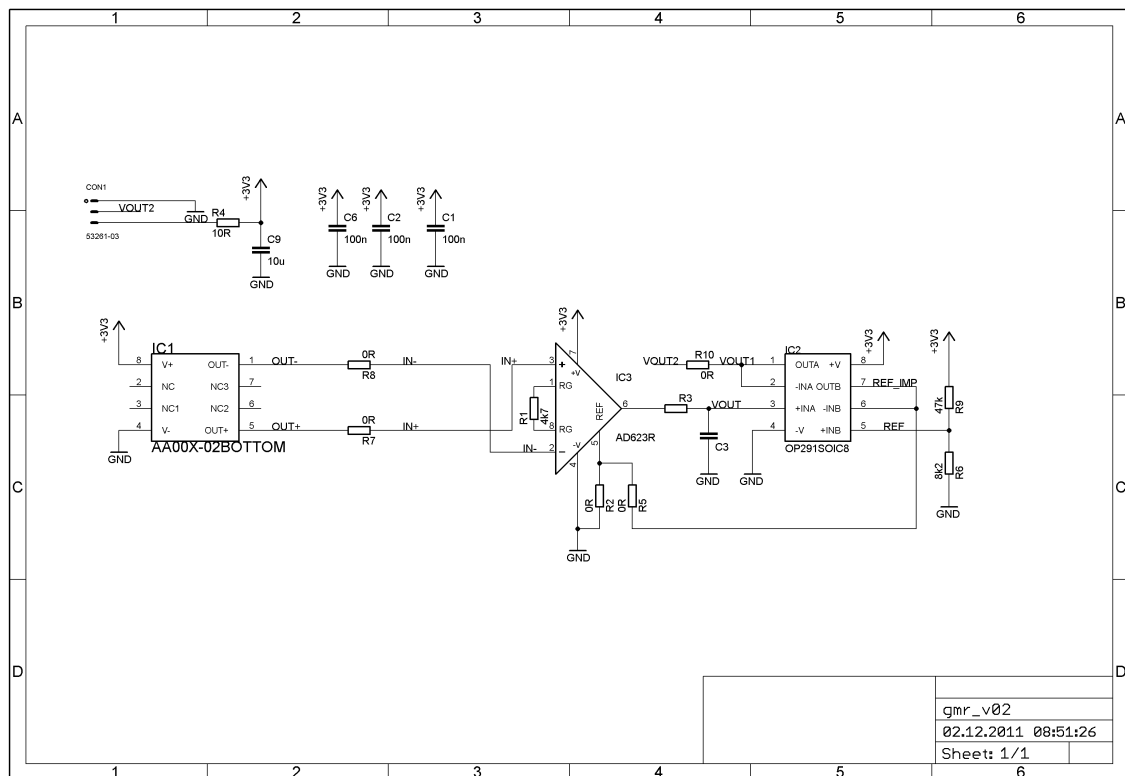 1 2 3 4 5 6
A A
CON1
VOUT2
53261-03
GND
R4
10R
+3V3
C9
10u
GND
+3V3
C6
100n
GND
+3V3
C2
100n
GND
+3V3
C1
100n
GND
B B
+3V3
IC1
8 V+ OUT- 1 OUT-
2 NC NC3 7
3 NC1 NC2 6
4 V- OUT+ 5 OUT+
AA00X-02BOTTOM
GND
0R
R8
IN-
0R
R7
IN+
+3V3
IN+ 3 + 7
+V
1 RG
R1
4k7
8 RG
IN- 2 -
-V
4
REF
5
6
IC3
AD623R
0R
R2
0R
R5
GND
R3
VOUT
C3
GND
VOUT2 R10 VOUT1
0R
IC2
1 OUTA +V 8
2 -INA OUTB 7 REF_IMP
3 +INA -INB 6
4 -V +INB 5 REF
OP291SOIC8
GND
+3V3
+3V3
47k
R9
8k2
R6
GND
C C
D D
gmr_v02
02.12.2011 08:51:26
Sheet: 1/1
1 2 3 4 5 6